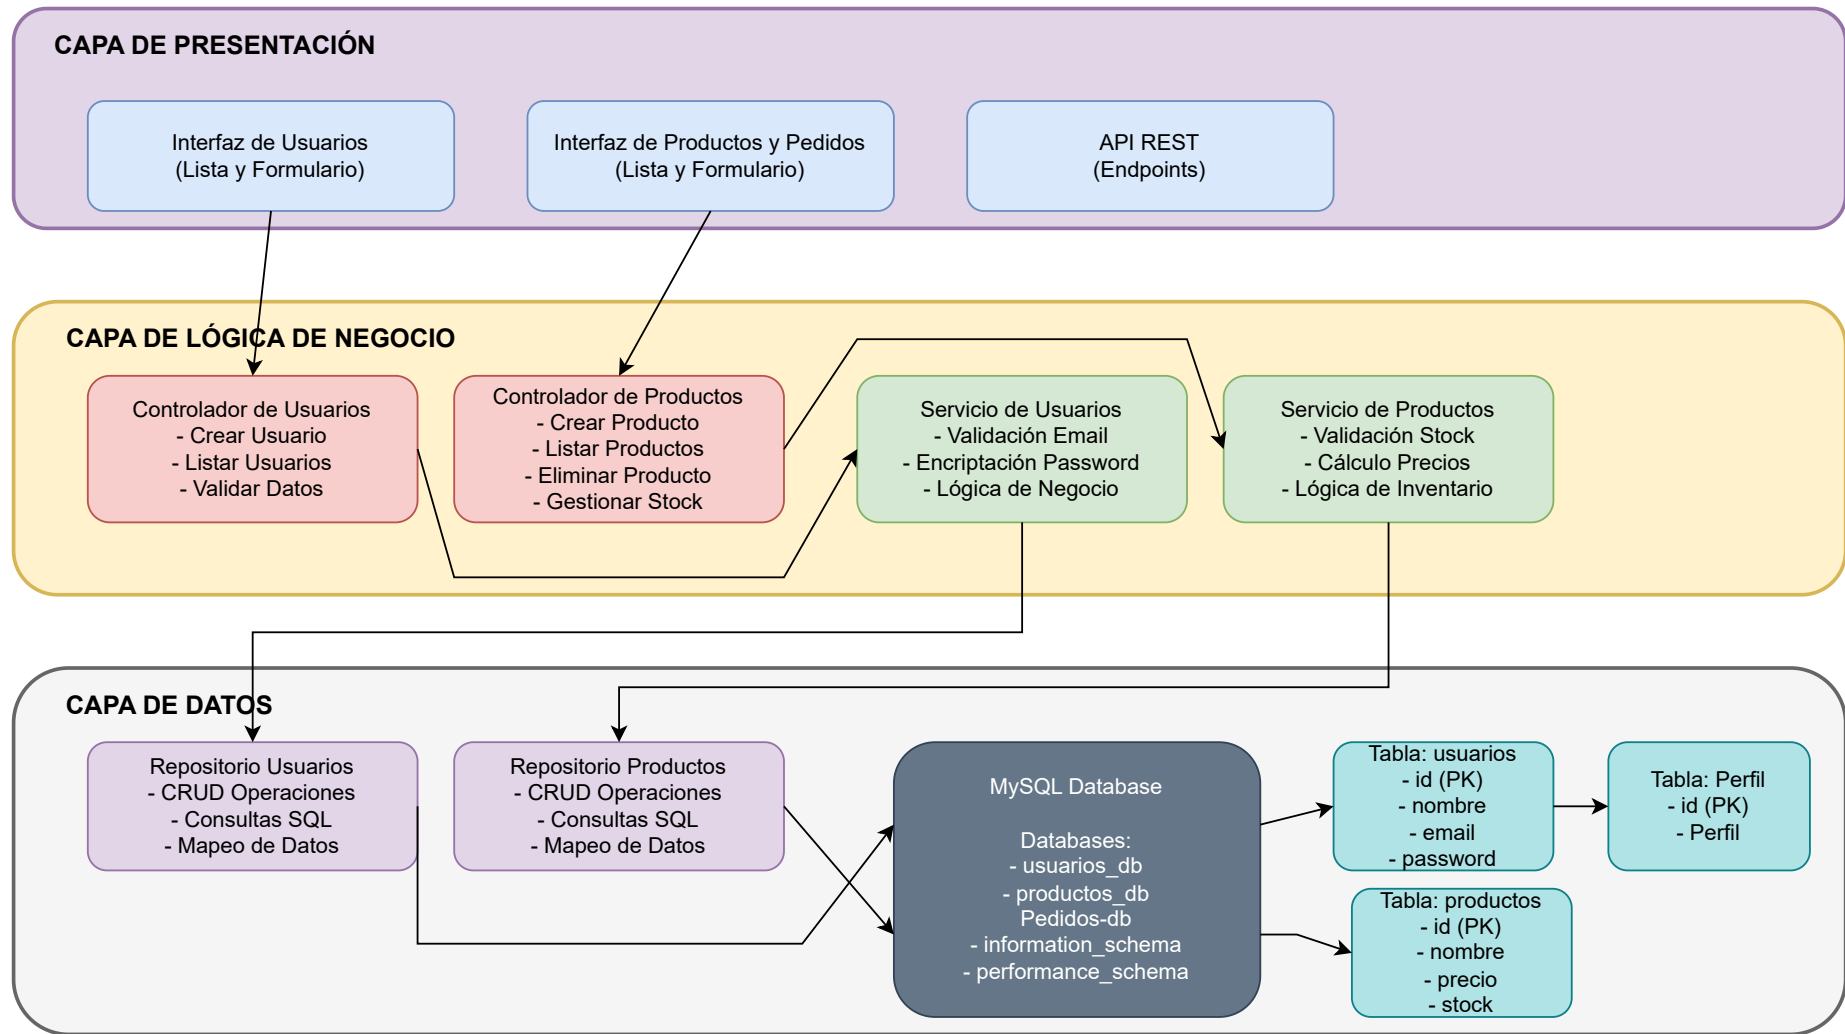 CAPA DE PRESENTACIÓN
Interfaz de Usuarios
(Lista y Formulario)
Interfaz de Productos y Pedidos
(Lista y Formulario)
API REST
(Endpoints)
CAPA DE LÓGICA DE NEGOCIO
Controlador de Usuarios
- Crear Usuario
- Listar Usuarios
- Validar Datos
Controlador de Productos
- Crear Producto
- Listar Productos
- Eliminar Producto
- Gestionar Stock
Servicio de Usuarios
- Validación Email
- Encriptación Password
- Lógica de Negocio
Servicio de Productos
- Validación Stock
- Cálculo Precios
- Lógica de Inventario
CAPA DE DATOS
Repositorio Usuarios
- CRUD Operaciones
- Consultas SQL
- Mapeo de Datos
Repositorio Productos
- CRUD Operaciones
- Consultas SQL
- Mapeo de Datos
MySQL Database
Databases:
- usuarios_db
- productos_db
Pedidos-db
- information_schema
- performance_schema
Tabla: usuarios
- id (PK)
- nombre
- email
- password
Tabla: Perfil
- id (PK)
- Perfil
Tabla: productos
- id (PK)
- nombre
- precio
- stock